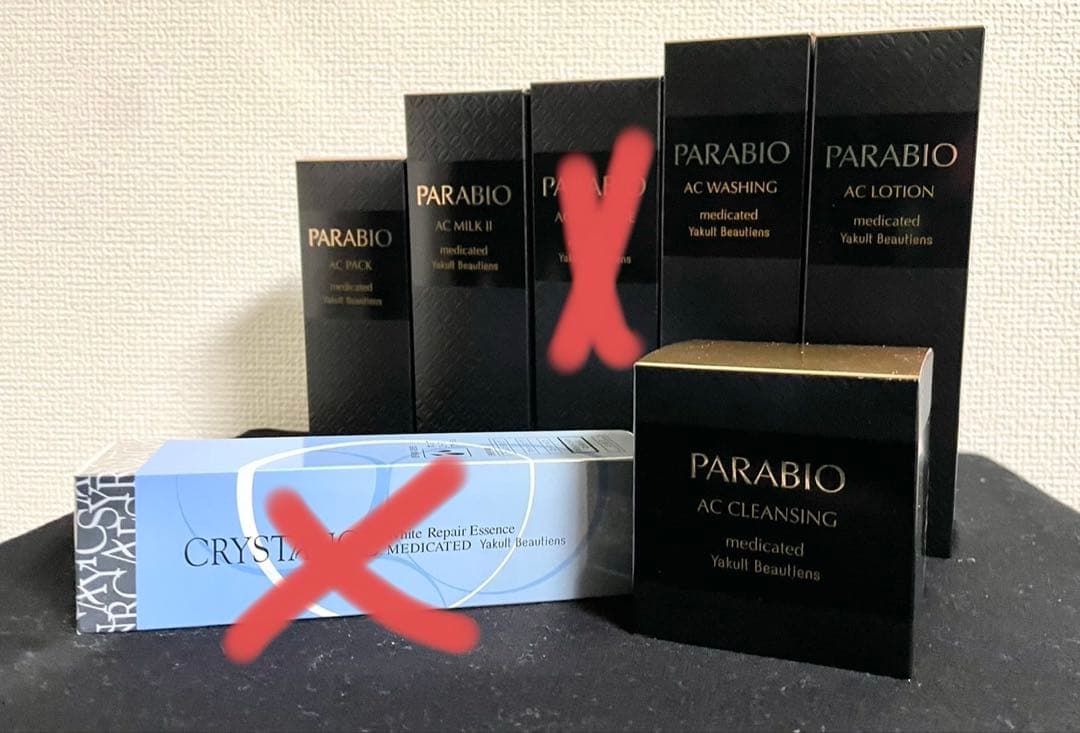 PARABIO
AC PACK
medicated
Yakult Beautiens
PARABIO
AC MILK II
medicated
Yakult Beautiens
PARABIO
AC WASHING
medicated
Yakult Beautiens
PARABIO
AC LOTION
medicated
Yakult Beautiens
White Repair Essence
MEDICATED Yakult Beautiens
PARABIO
AC CLEANSING
medicated
Yakult Beautiens